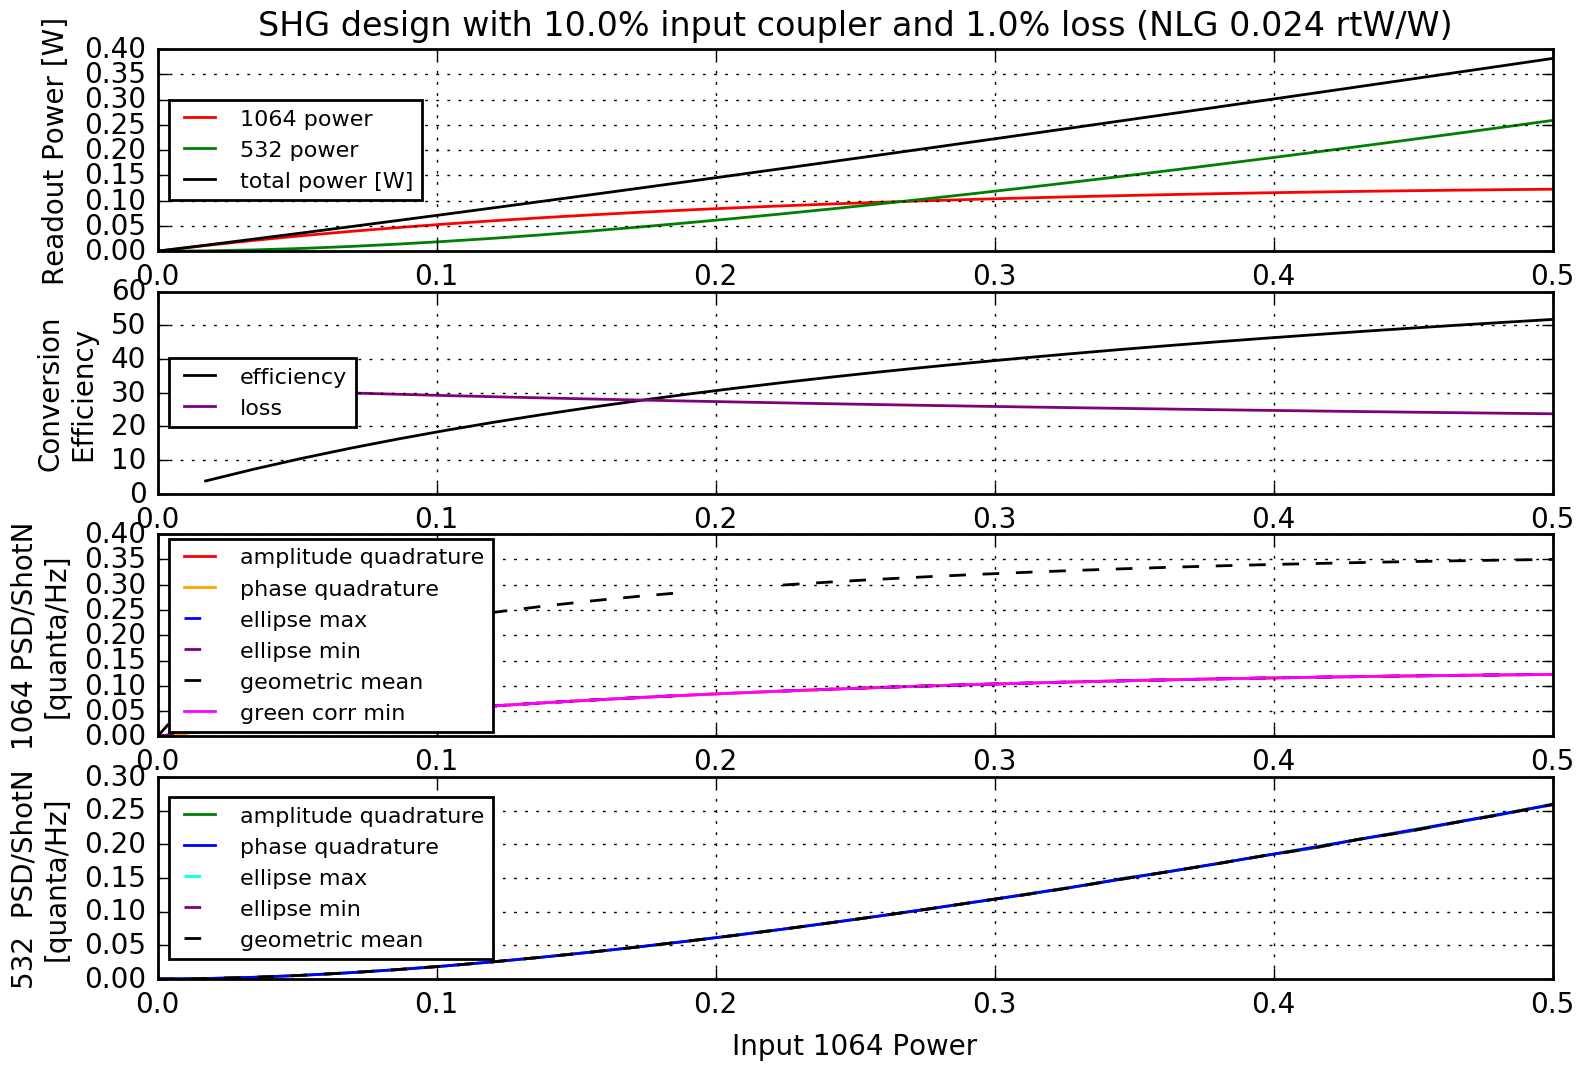 SHG design with 10.0% input coupler and 1.0% loss (NLG 0.024 rtW/W)
Readout Power [W]
0.40
0.35
0.30
0.25
0.20
0.15
0.10
0.05
0.00
1064 power
532 power
total power [W]
0.0 0.1 0.2 0.3 0.4 0.5
Conversion
Efficiency
60
50
40
30
20
10
0
efficiency
loss
0.0 0.1 0.2 0.3 0.4 0.5
1064 PSD/ShotN
[quanta/Hz]
0.40
0.35
0.30
0.25
0.20
0.15
0.10
0.05
0.00
amplitude quadrature
phase quadrature
ellipse max
ellipse min
geometric mean
green corr min
0.0 0.1 0.2 0.3 0.4 0.5
532 PSD/ShotN
[quanta/Hz]
0.30
0.25
0.20
0.15
0.10
0.05
0.00
amplitude quadrature
phase quadrature
ellipse max
ellipse min
geometric mean
0.0 0.1 0.2 0.3 0.4 0.5
Input 1064 Power